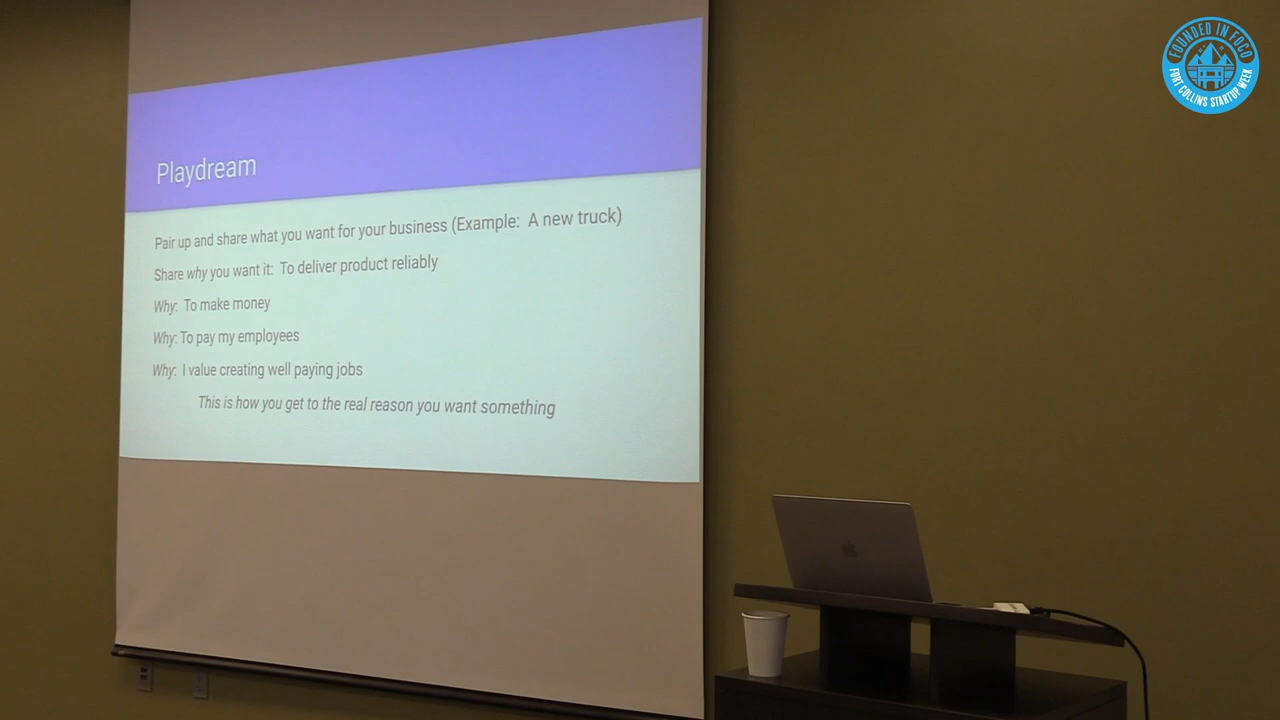 Playdream
Pair up and share what you want for your business (Example: A new truck)
Share why you want it: To deliver product reliably
Why: To make money
Why: To pay my employees
Why: I value creating well paying jobs
This is how you get to the real reason you want something
FOUNDED IN FOCO
FORT COLLINS STARTUP WEEK